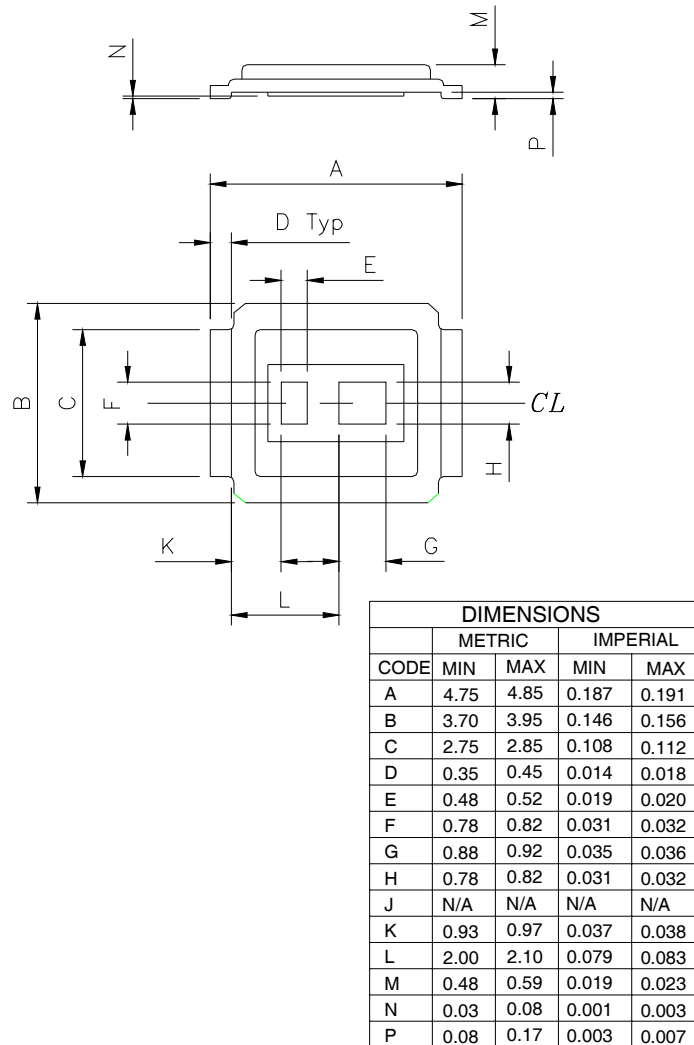 N
M
P
A
D Typ
E
B
C
F
CL
H
K
G
L
DIMENSIONS
METRIC IMPERIAL
CODE MIN MAX MIN MAX
A 4.75 4.85 0.187 0.191
B 3.70 3.95 0.146 0.156
C 2.75 2.85 0.108 0.112
D 0.35 0.45 0.014 0.018
E 0.48 0.52 0.019 0.020
F 0.78 0.82 0.031 0.032
G 0.88 0.92 0.035 0.036
H 0.78 0.82 0.031 0.032
J N/A N/A N/A N/A
K 0.93 0.97 0.037 0.038
L 2.00 2.10 0.079 0.083
M 0.48 0.59 0.019 0.023
N 0.03 0.08 0.001 0.003
P 0.08 0.17 0.003 0.007